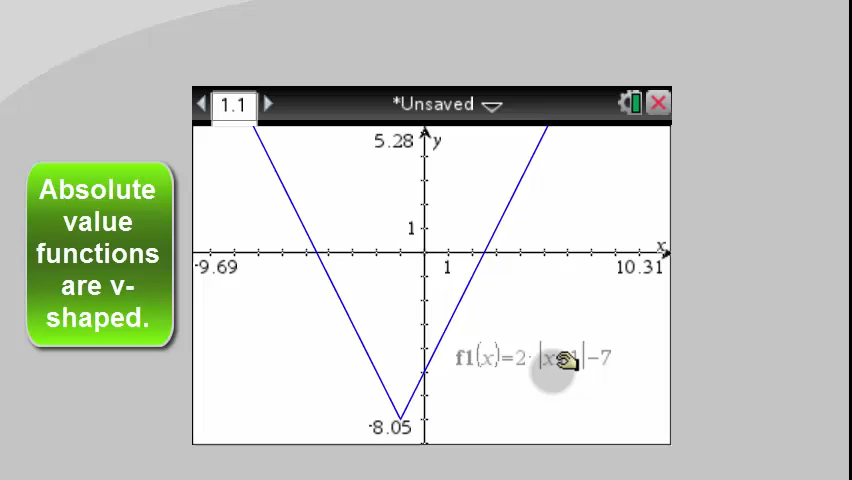 1.1
*Unsaved
5.28
y
Absolute
value
functions
are v-
shaped.
1
x
-9.69
1
10.31
f1(x)=2·|x 1|-7
-8.05